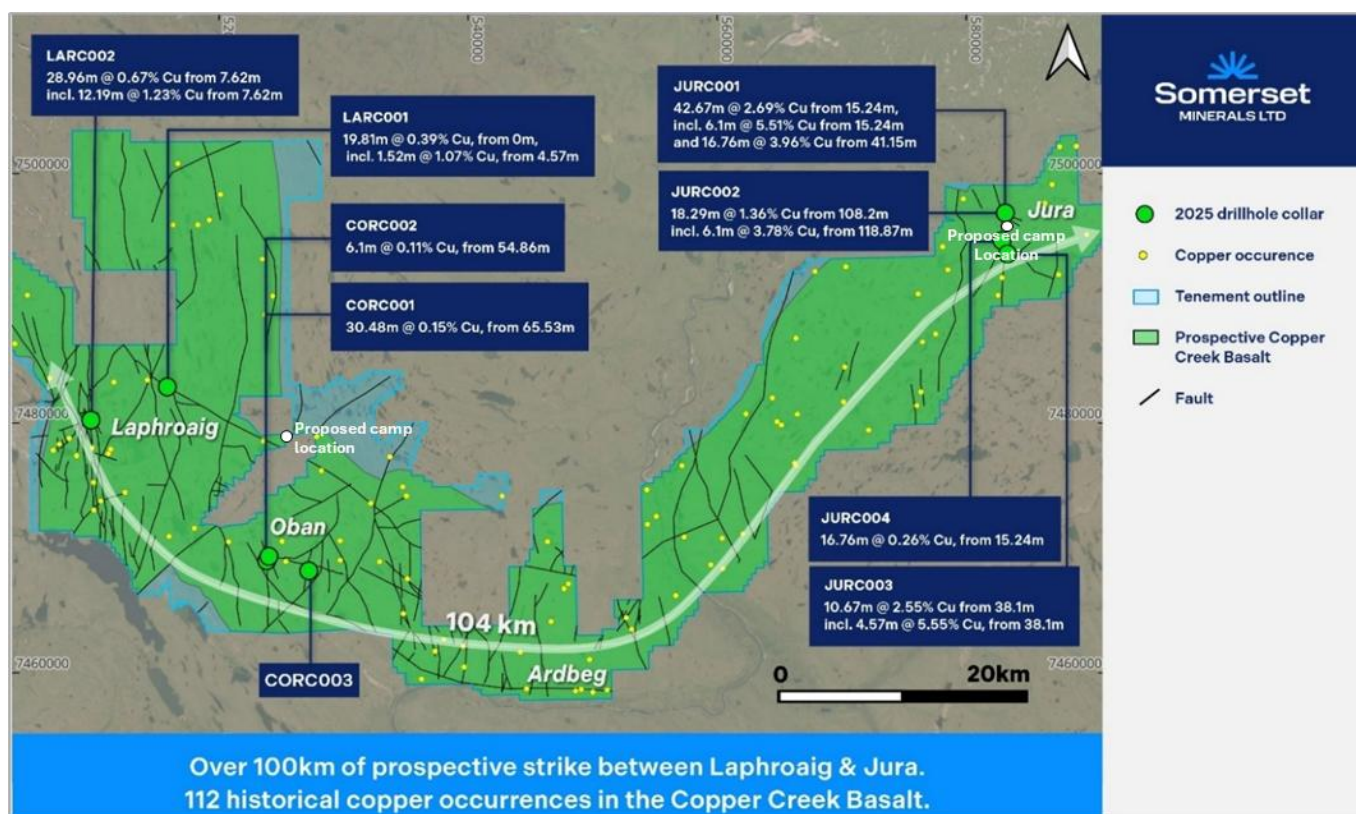 LARC002
28.96m @ 0.67% Cu from 7.62m
incl. 12.19m @ 1.23% Cu from 7.62m
LARC001
19.81m @ 0.39% Cu, from 0m,
incl. 1.52m @ 1.07% Cu, from 4.57m
CORC002
6.1m @ 0.11% Cu, from 54.86m
CORC001
30.48m @ 0.15% Cu, from 65.53m
540000
560000
580000
JURC001
42.67m @ 2.69% Cu from 15.24m,
incl. 6.1m @ 5.51% Cu from 15.24m
and 16.76m @ 3.96% Cu from 41.15m
JURC002
18.29m @ 1.36% Cu from 108.2m
incl. 6.1m @ 3.78% Cu from 118.87m
7500000
7500000
Jura
Proposed camp
Location
7480000
7480000
Laphroaig
Proposed camp
location
Oban
CORC003
104 km
Ardbeg
JURC004
16.76m @ 0.26% Cu, from 15.24m
JURC003
10.67m @ 2.55% Cu from 38.1m
incl. 4.57m @ 5.55% Cu, from 38.1m
7460000
7460000
0 20km
Somerset
MINERALS LTD
2025 drillhole collar
Copper occurence
Tenement outline
Prospective Copper
Creek Basalt
Fault
Over 100km of prospective strike between Laphroaig & Jura.
112 historical copper occurrences in the Copper Creek Basalt.